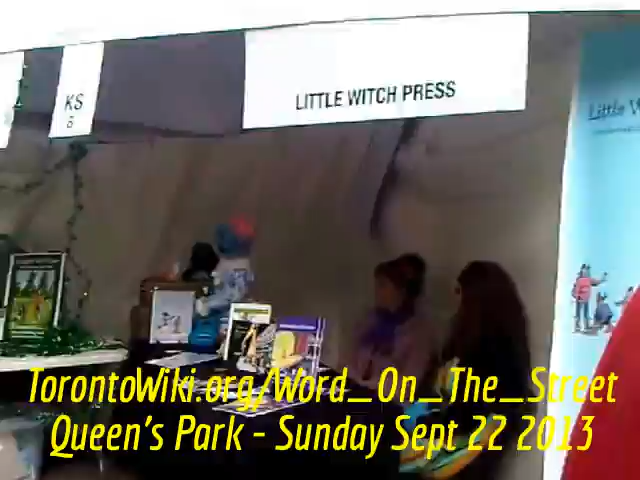 KS
LITTLE WITCH PRESS
Little
TorontoWiki.org/Word_On_The_Street
Queen's Park - Sunday Sept 22 2013